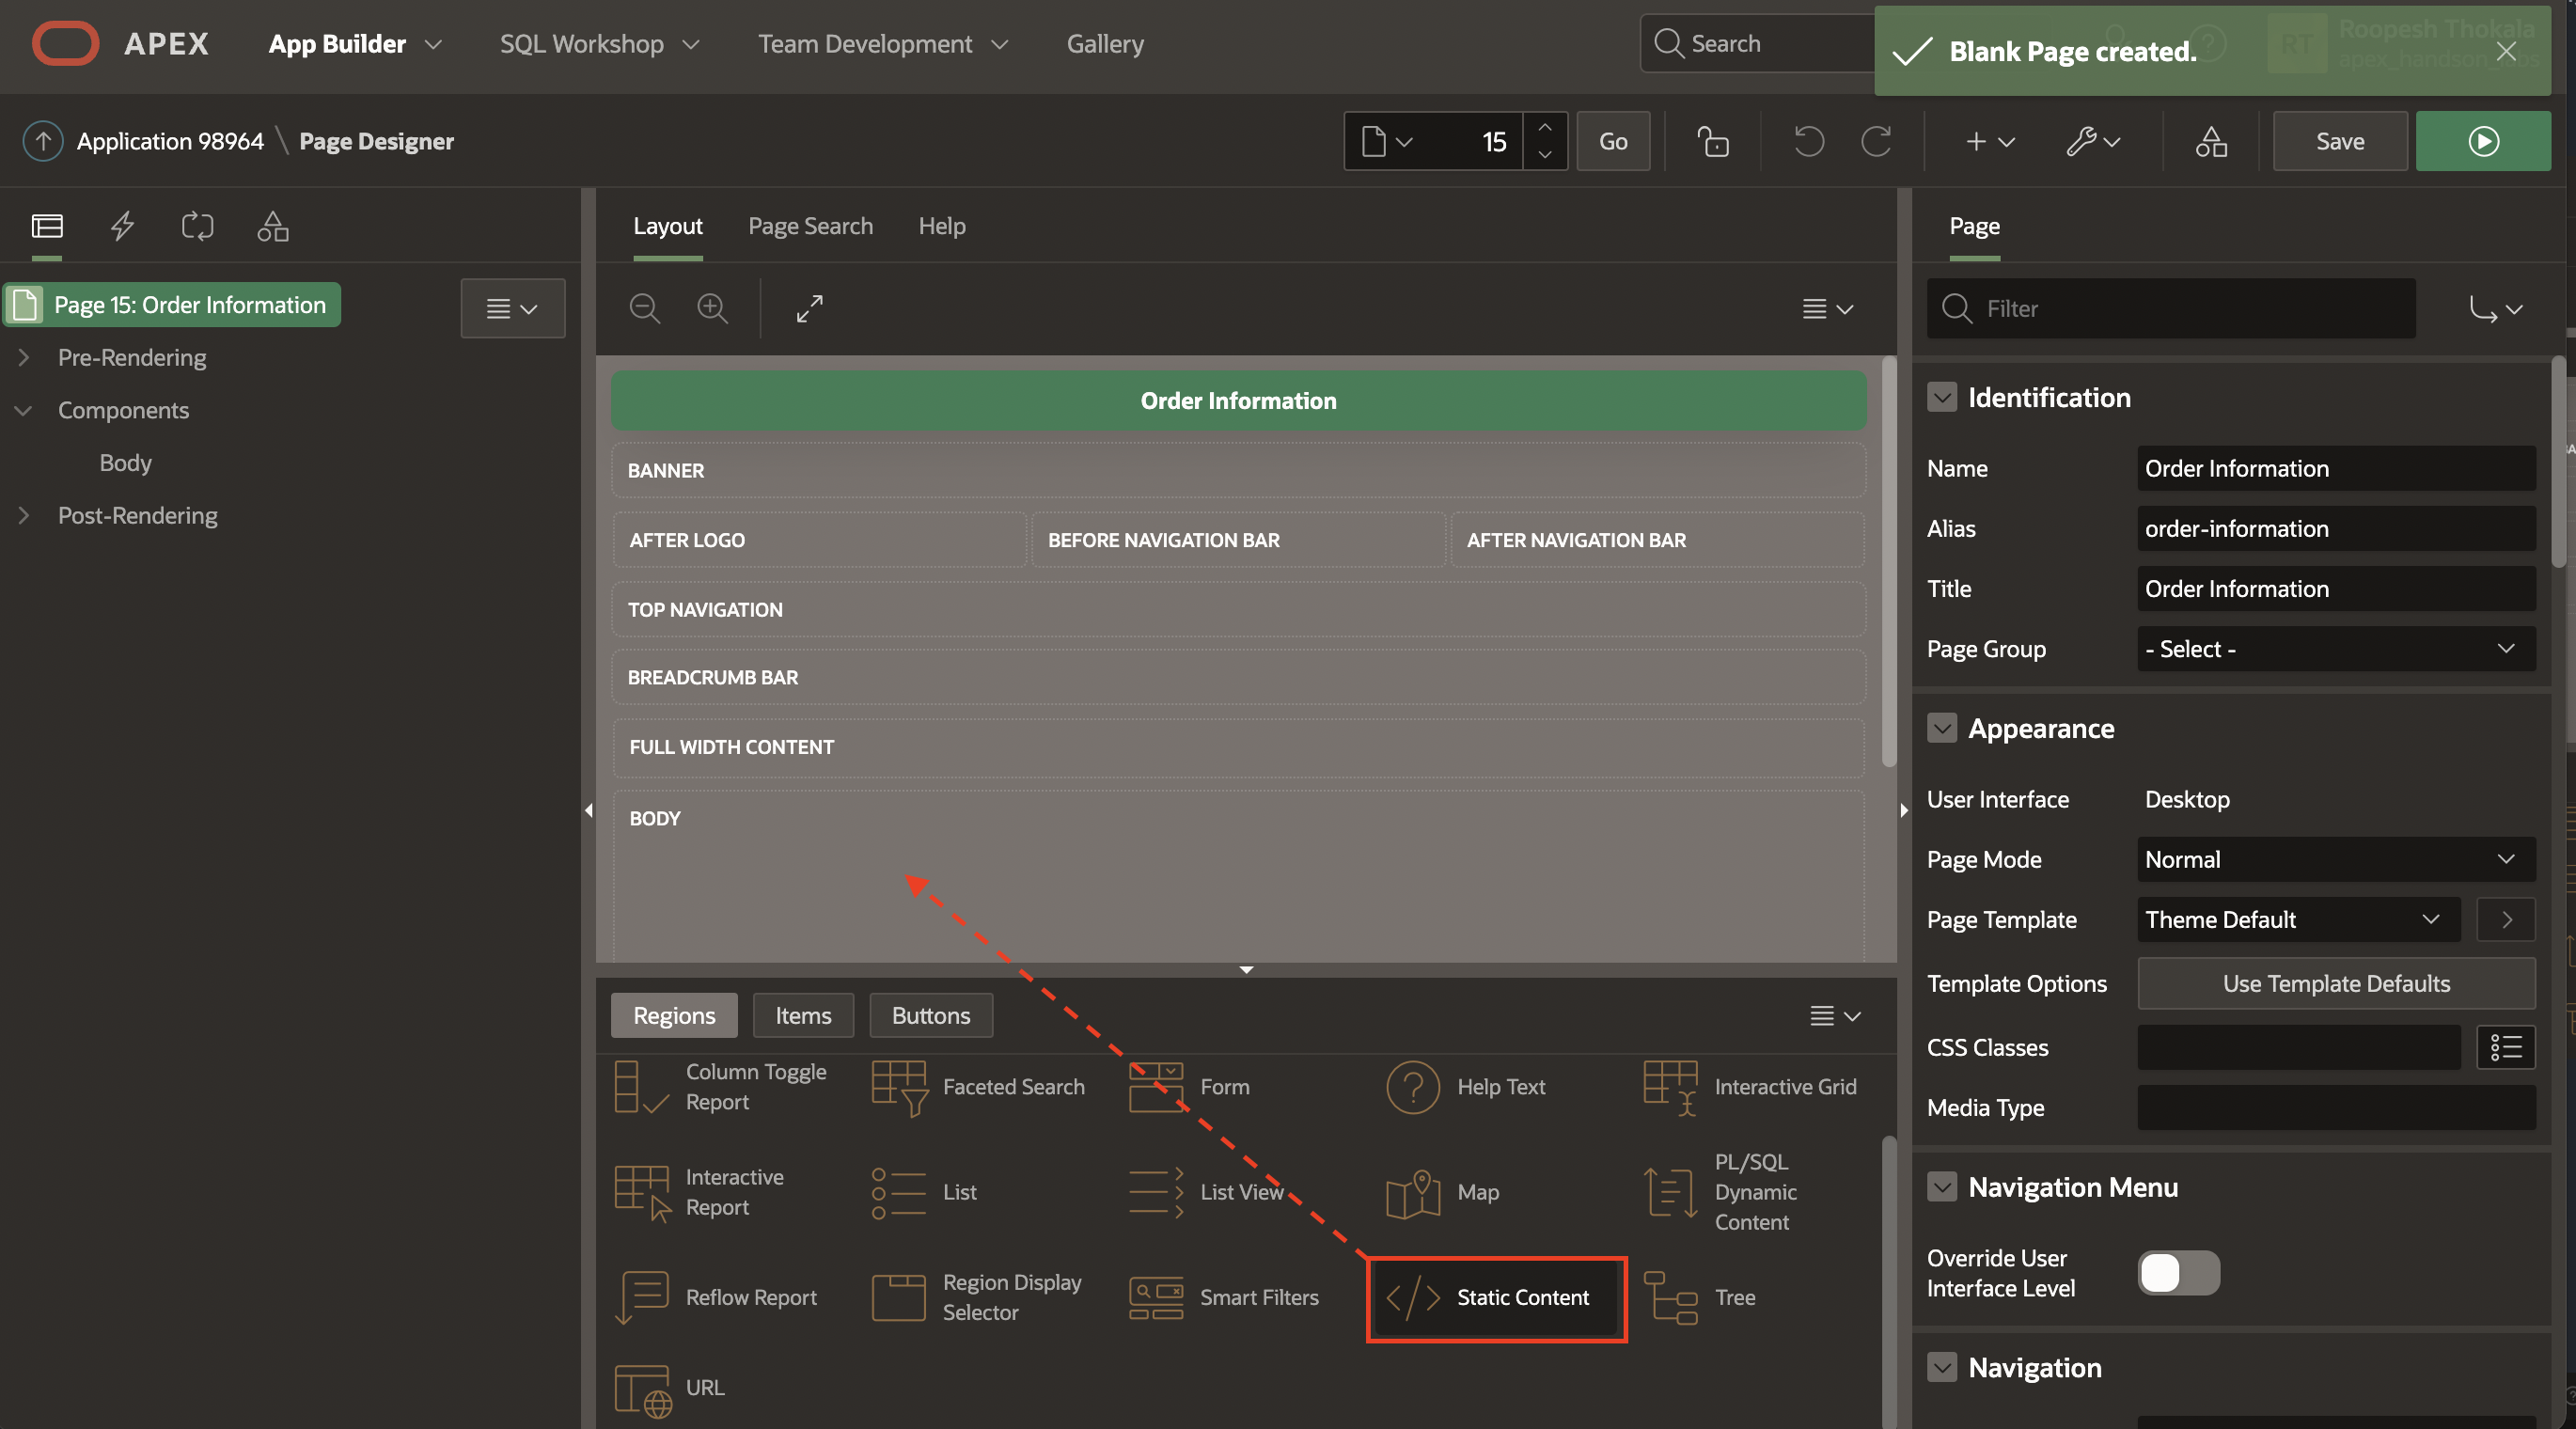 APEX App Builder SQL Workshop Team Development Gallery Search
Blank Page created.
Roopesh Thokala
RT
Application 98964 \ Page Designer 15 Go Save
Layout Page Search Help Page
Page 15: Order Information
Pre-Rendering
Components
Body
Post-Rendering
Order Information
BANNER
AFTER LOGO BEFORE NAVIGATION BAR AFTER NAVIGATION BAR
TOP NAVIGATION
BREADCRUMB BAR
FULL WIDTH CONTENT
BODY
Regions Items Buttons
Column Toggle
Report
Faceted Search
Form
Help Text
Interactive Grid
Interactive
Report
List
List View
Map
PL/SQL
Dynamic
Content
Reflow Report
Region Display
Selector
Smart Filters
Static Content
Tree
URL
Filter
Identification
Name Order Information
Alias order-information
Title Order Information
Page Group - Select -
Appearance
User Interface Desktop
Page Mode Normal
Page Template Theme Default
Template Options Use Template Defaults
CSS Classes
Media Type
Navigation Menu
Override User
Interface Level
Navigation